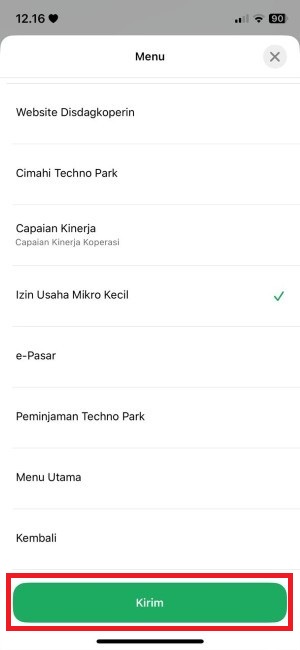 12.16
90
Menu
Website Disdagkoperin
Cimahi Techno Park
Capaian Kinerja
Capaian Kinerja Koperasi
Izin Usaha Mikro Kecil
e-Pasar
Peminjaman Techno Park
Menu Utama
Kembali
Kirim